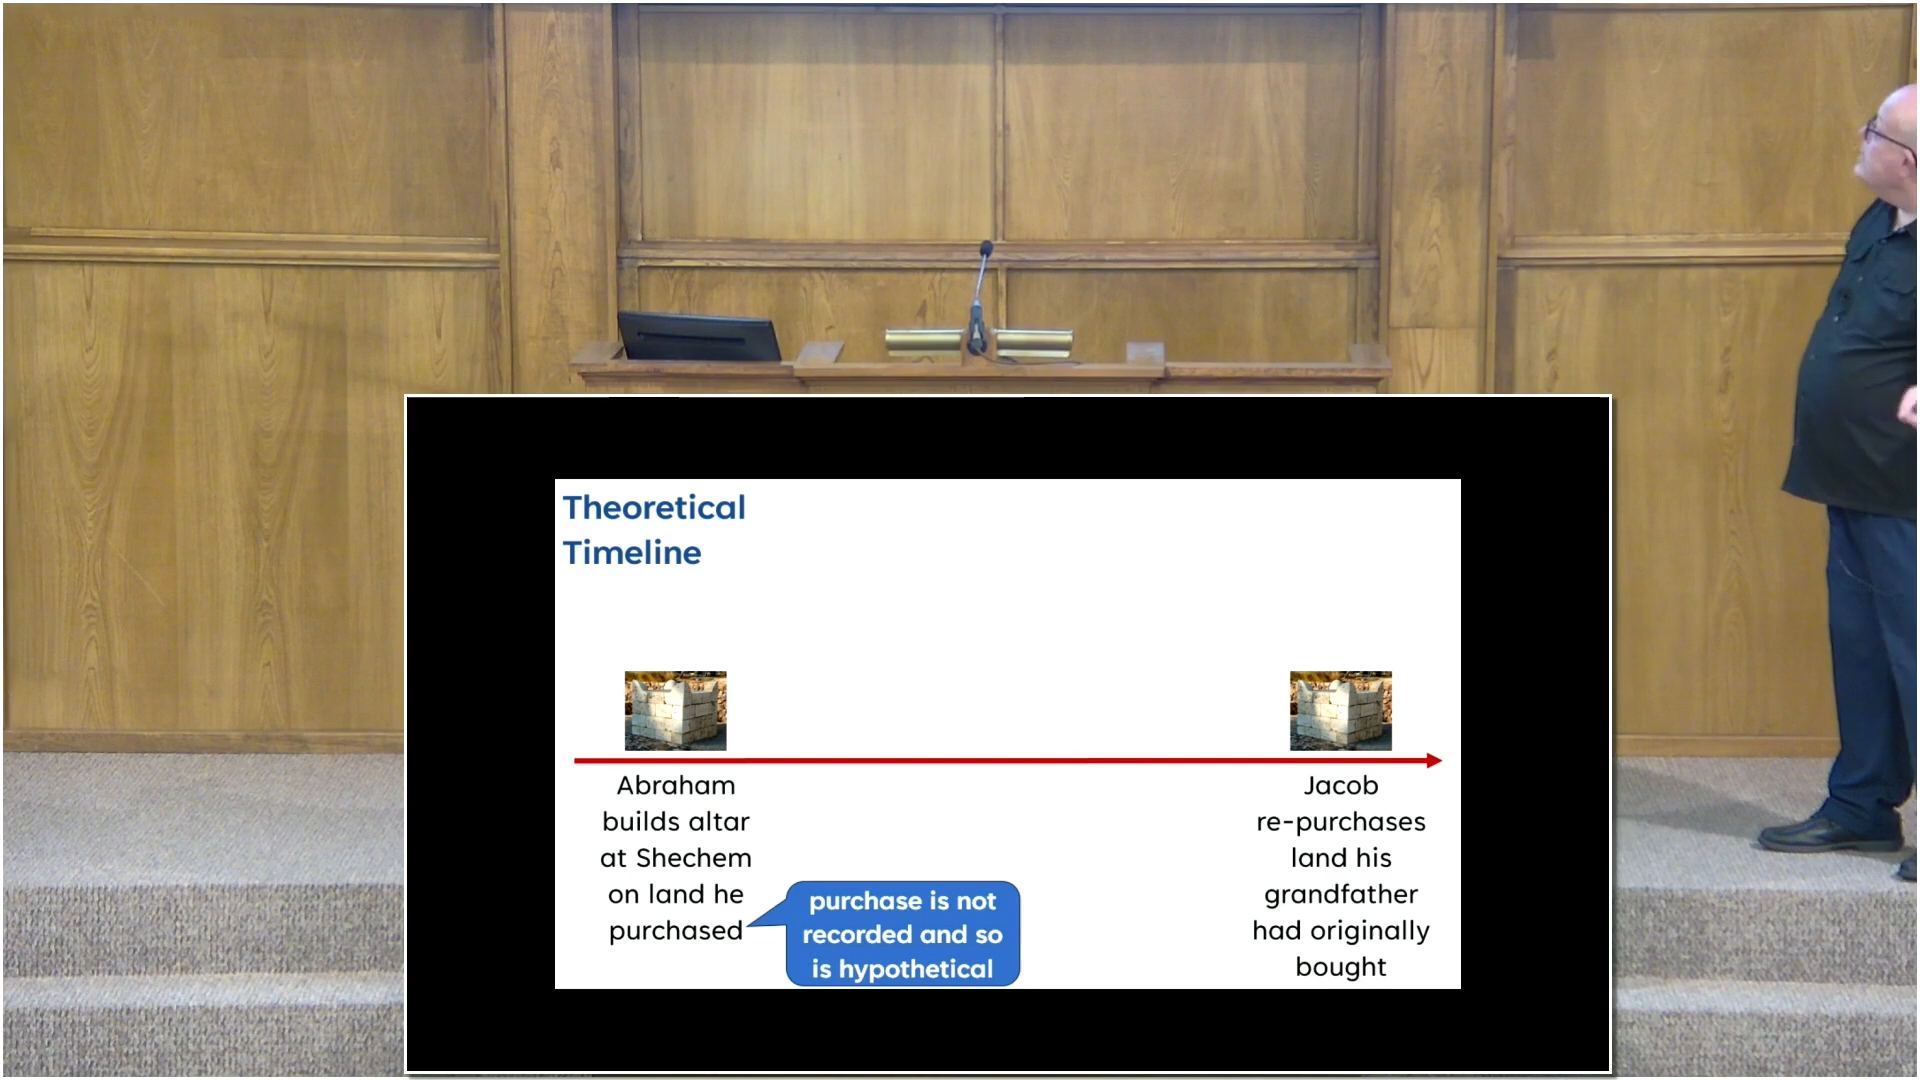 Theoretical
Timeline
Abraham
builds altar
at Shechem
on land he
purchased
purchase is not
recorded and so
is hypothetical
Jacob
re-purchases
land his
grandfather
had originally
bought